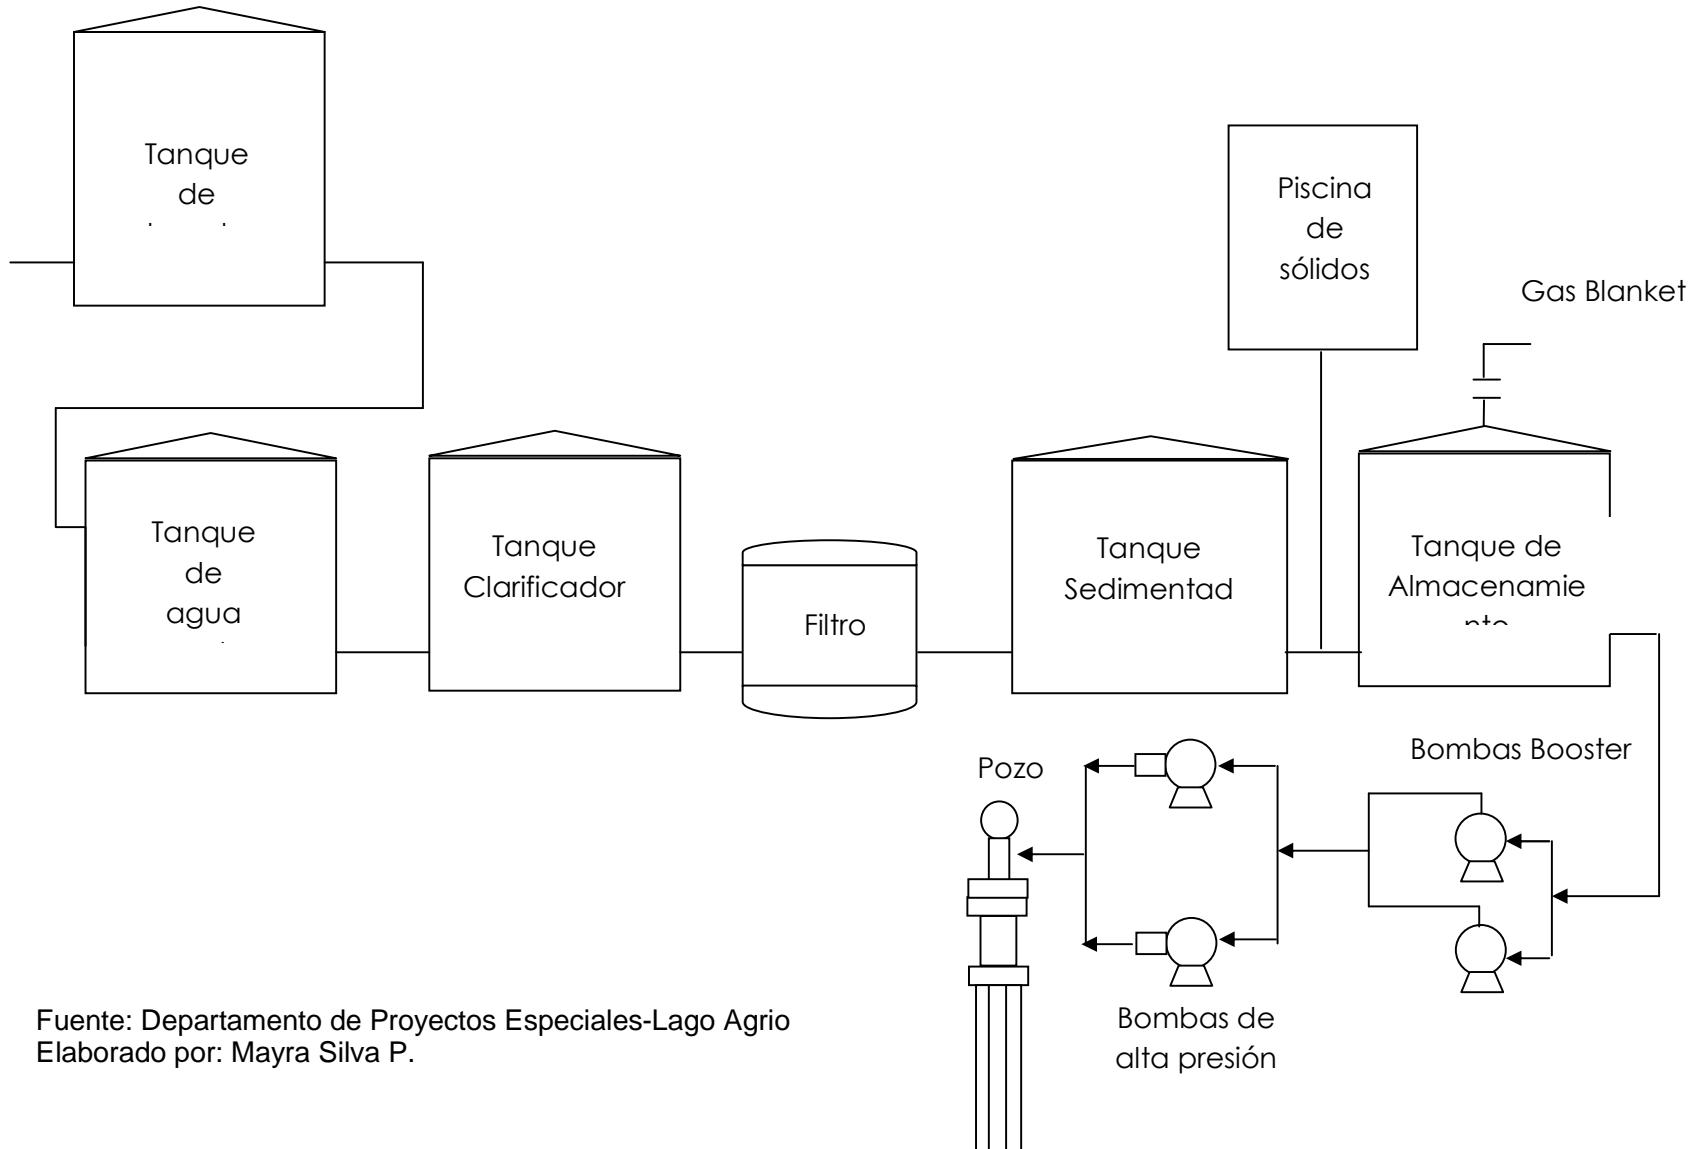 Tanque
de
Piscina
de
sólidos
Gas Blanket
Tanque
de
agua
Tanque
Clarificador
Filtro
Tanque
Sedimentad
Tanque de
Almacenamie
nto
Bombas Booster
Pozo
Bombas de
alta presión
Fuente: Departamento de Proyectos Especiales-Lago Agrio
Elaborado por: Mayra Silva P.